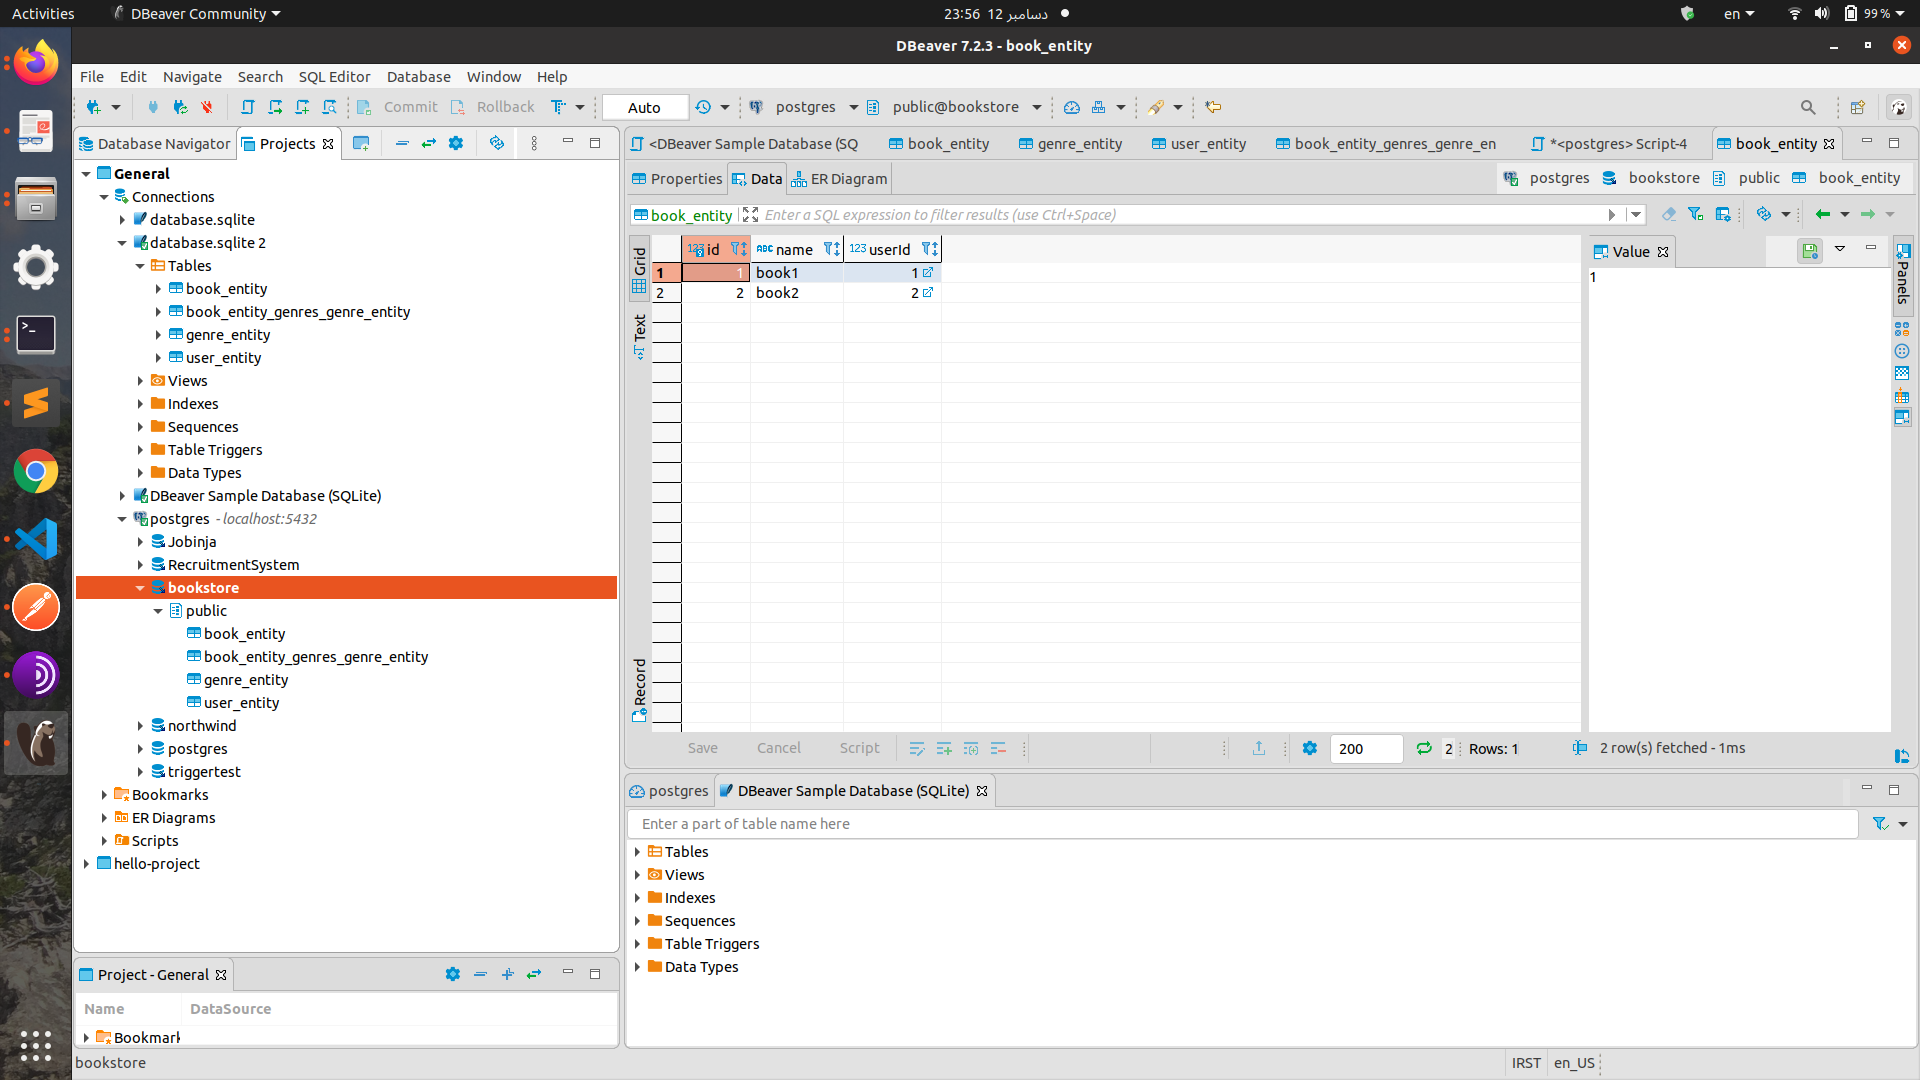 Activities
DBeaver Community
23:56  12 دسامبر
en
99 %
DBeaver 7.2.3 - book_entity
File Edit Navigate Search SQL Editor Database Window Help
Commit Rollback Auto postgres public@bookstore
Database Navigator Projects
General
Connections
database.sqlite
database.sqlite 2
Tables
book_entity
book_entity_genres_genre_entity
genre_entity
user_entity
Views
Indexes
Sequences
Table Triggers
Data Types
DBeaver Sample Database (SQLite)
postgres - localhost:5432
Jobinja
RecruitmentSystem
bookstore
public
book_entity
book_entity_genres_genre_entity
genre_entity
user_entity
northwind
postgres
triggertest
Bookmarks
ER Diagrams
Scripts
hello-project
Project - General
Name DataSource
Bookmark
<DBeaver Sample Database (SQ book_entity genre_entity user_entity book_entity_genres_genre_en *<postgres> Script-4 book_entity
Properties Data ER Diagram
postgres bookstore public book_entity
book_entity Enter a SQL expression to filter results (use Ctrl+Space)
Grid
Text
Record
123 id ABC name 123 userId
1 1 book1 1
2 2 book2 2
Value
1
Panels
Save Cancel Script 200 2 Rows: 1 2 row(s) fetched - 1ms
postgres DBeaver Sample Database (SQLite)
Enter a part of table name here
Tables
Views
Indexes
Sequences
Table Triggers
Data Types
bookstore
IRST en_US